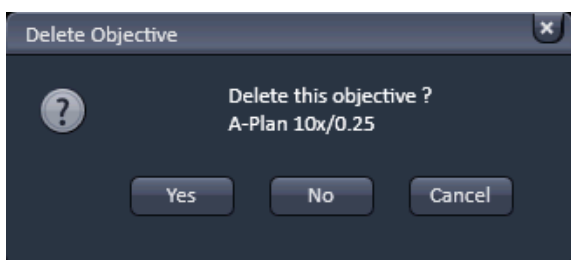 Delete Objective
Delete this objective ?
A-Plan 10x/0.25
Yes No Cancel